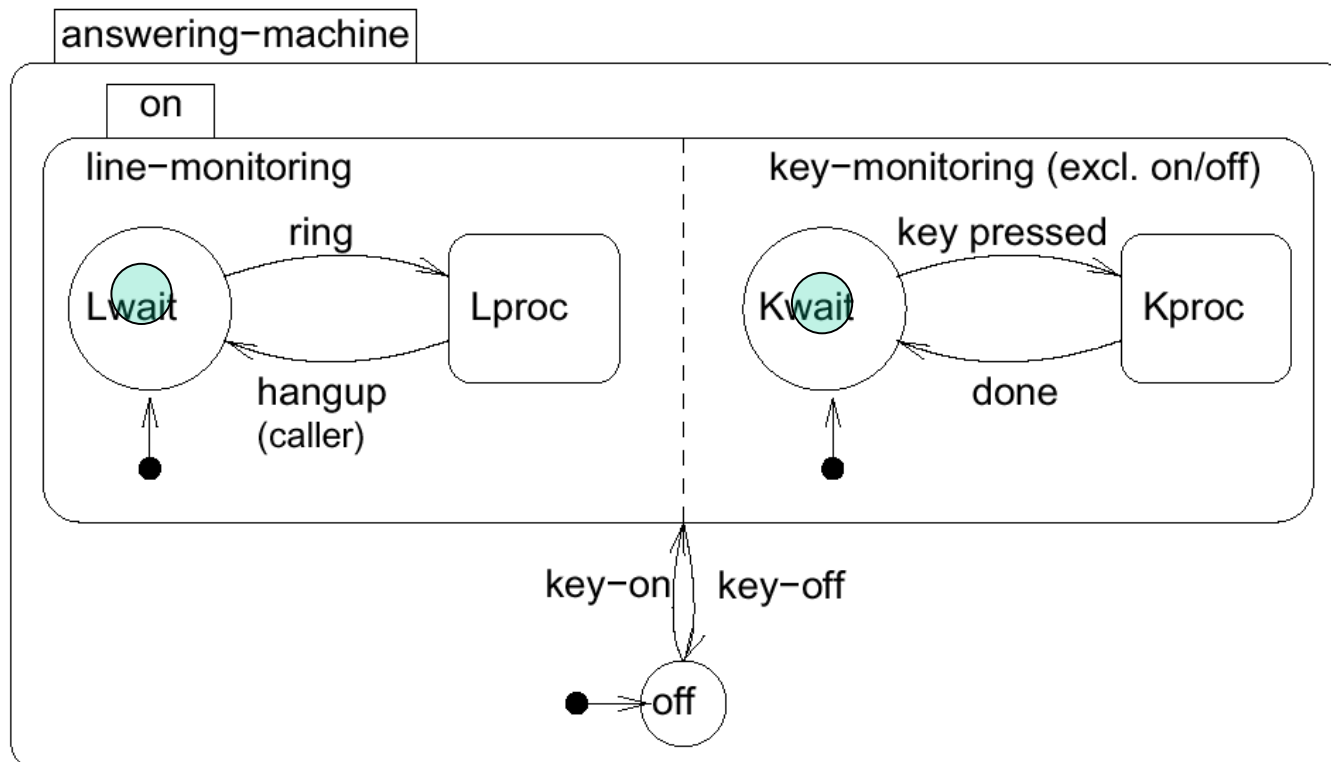 answering−machine
on
line−monitoring
key−monitoring (excl. on/off)
ring
key pressed
Lwait
Lproc
Kwait
Kproc
hangup
(caller)
done
key−on
key−off
off